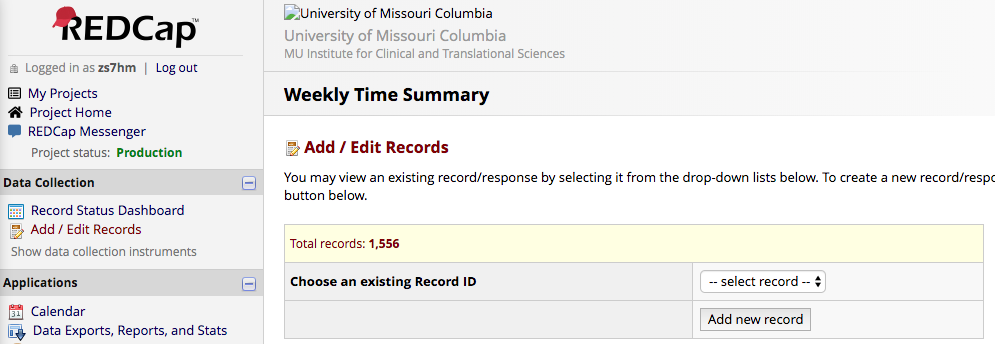 REDCap™
Logged in as zs7hm | Log out
My Projects
Project Home
REDCap Messenger
Project status: Production
Data Collection
Record Status Dashboard
Add / Edit Records
Show data collection instruments
Applications
Calendar
Data Exports, Reports, and Stats
University of Missouri Columbia
University of Missouri Columbia
MU Institute for Clinical and Translational Sciences
Weekly Time Summary
Add / Edit Records
You may view an existing record/response by selecting it from the drop-down lists below. To create a new record/respo
button below.
Total records: 1,556
Choose an existing Record ID
-- select record --
Add new record